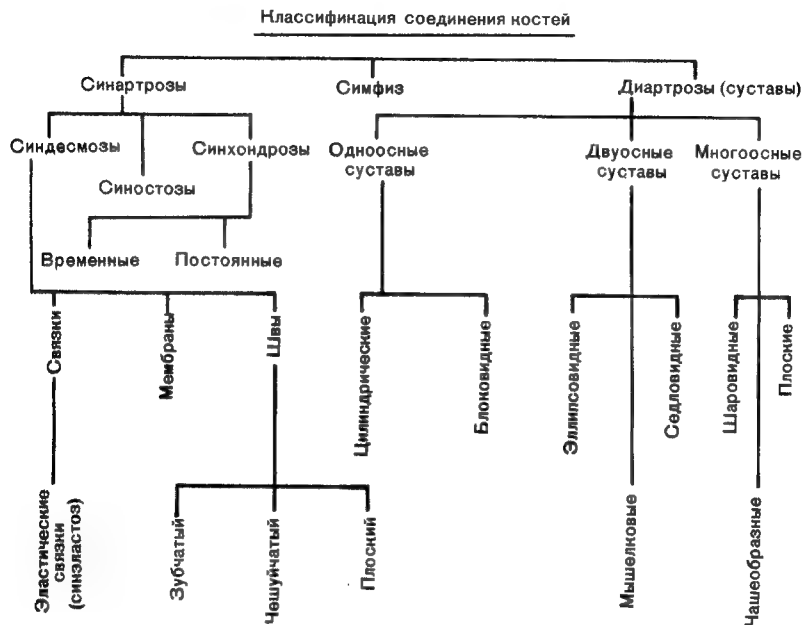 Классификация соединения костей
Синартрозы
Симфиз
Диартрозы (суставы)
Синдесмозы
Синостозы
Синхондрозы
Одноосные
суставы
Двуосные
суставы
Многоосные
суставы
Временные
Постоянные
Связки
Мембраны
Швы
Цилиндрические
Блоковидные
Эллипсовидные
Седловидные
Шаровидные
Плоские
Эластические
связки
(синэластоз)
Зубчатый
Чешуйчатый
Плоский
Мышелковые
Чашеобразные